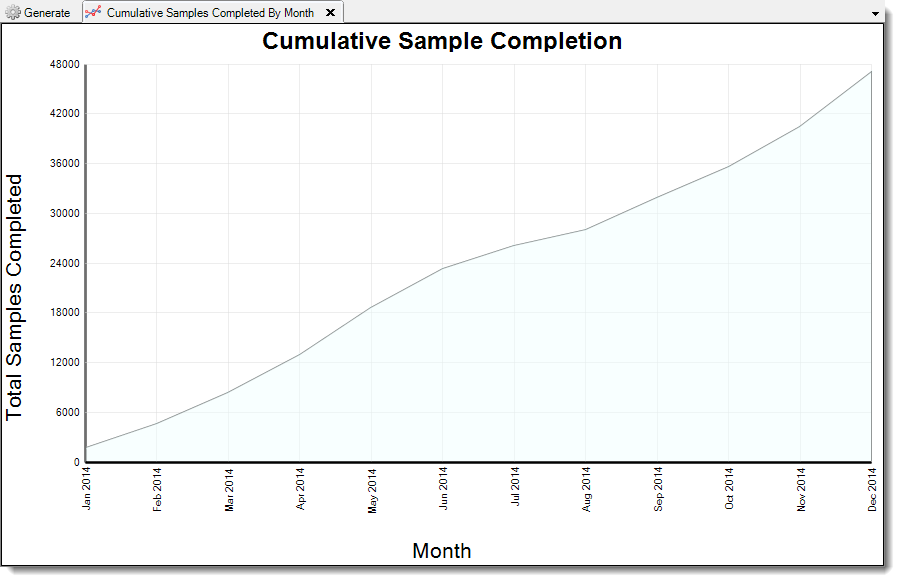 Generate
Cumulative Samples Completed By Month
Cumulative Sample Completion
Total Samples Completed
48000
42000
36000
30000
24000
18000
12000
6000
0
Jan 2014
Feb 2014
Mar 2014
Apr 2014
May 2014
Jun 2014
Jul 2014
Aug 2014
Sep 2014
Oct 2014
Nov 2014
Dec 2014
Month